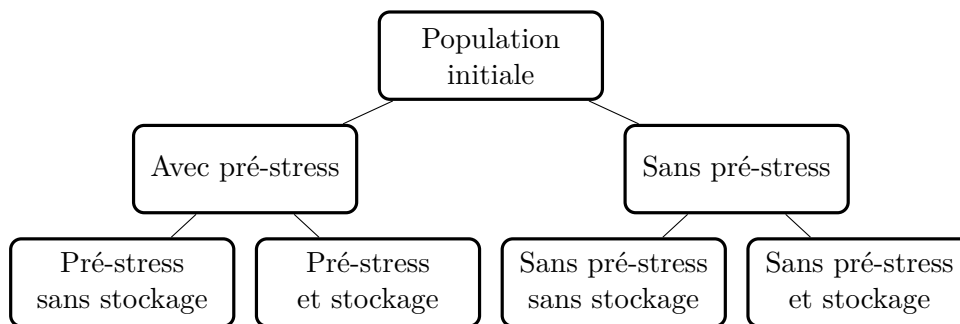 Population
initiale
Avec pré-stress
Sans pré-stress
Pré-stress
sans stockage
Pré-stress
et stockage
Sans pré-stress
sans stockage
Sans pré-stress
et stockage